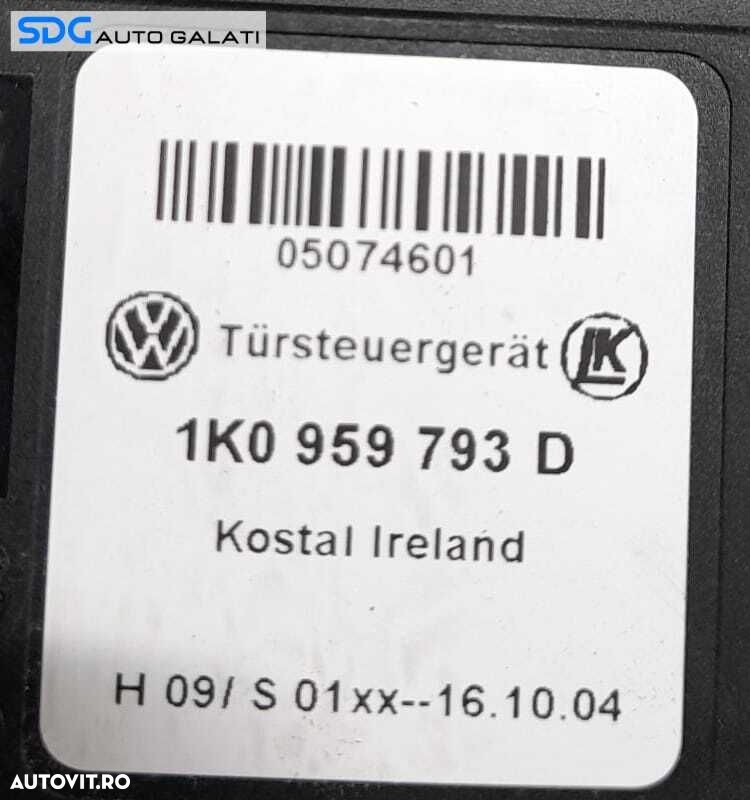 SDG AUTO GALATI
05074601
Türsteuergerät
1K0 959 793 D
Kostal Ireland
H 09/ S 01xx--16.10.04
AUTOVIT.RO